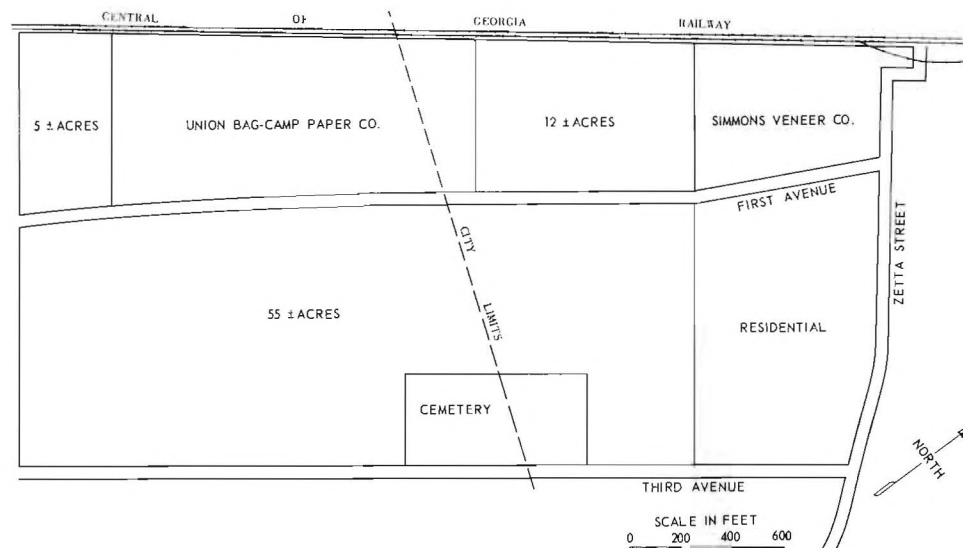 CENTRAL OF GEORGIA RAILWAY
5 ± ACRES
UNION BAG-CAMP PAPER CO.
12 ± ACRES
SIMMONS VENEER CO.
FIRST AVENUE
ZETTA STREET
CITY LIMITS
55 ± ACRES
RESIDENTIAL
CEMETERY
NORTH
THIRD AVENUE
SCALE IN FEET
0 200 400 600